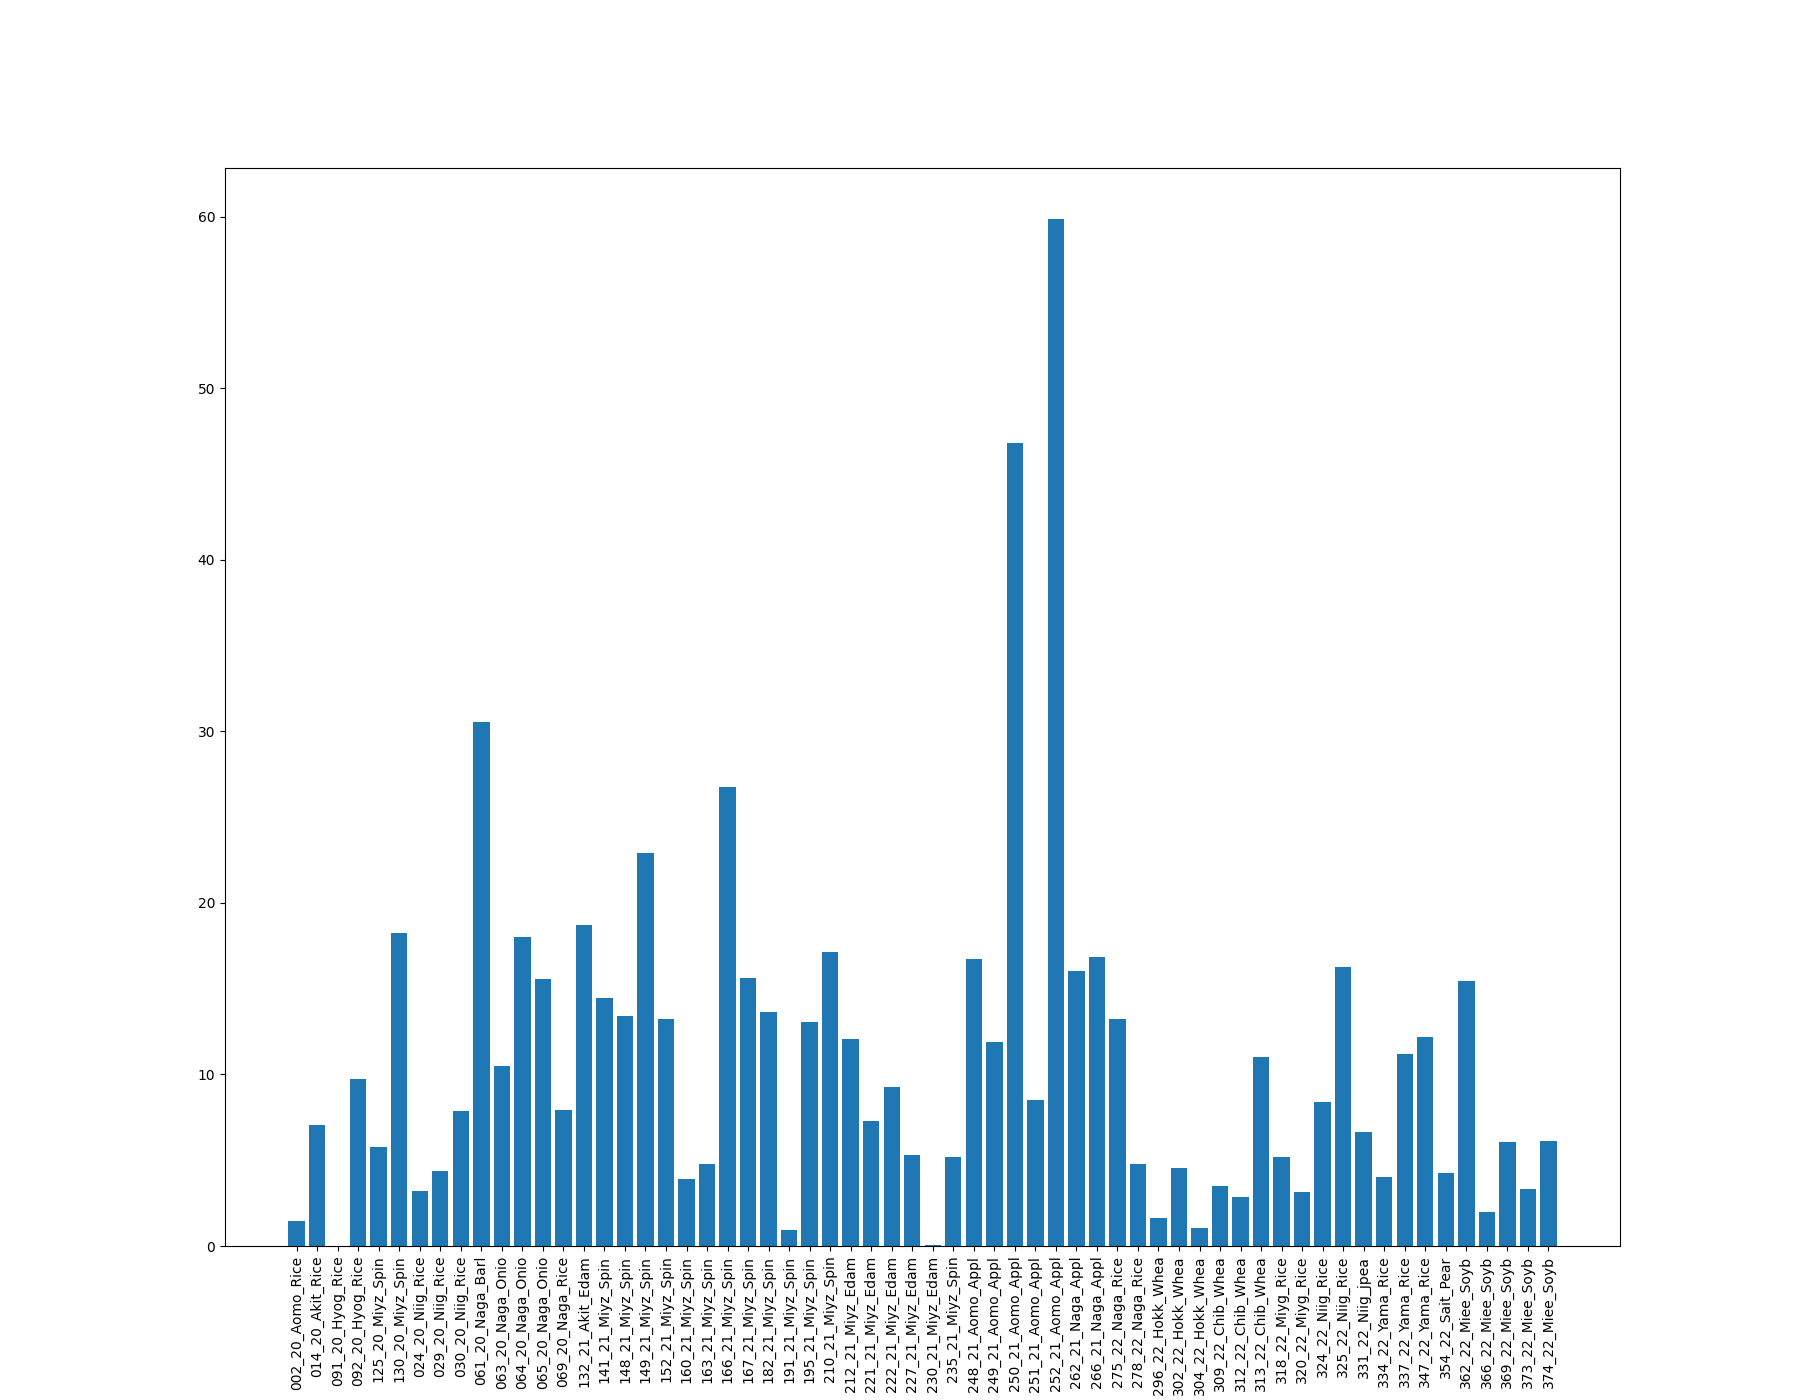 60
50
40
30
20
10
0
002_20_Aomo_Rice
014_20_Akit_Rice
091_20_Hyog_Rice
092_20_Hyog_Rice
125_20_Miyz_Spin
130_20_Miyz_Spin
024_20_Niig_Rice
029_20_Niig_Rice
030_20_Niig_Rice
061_20_Naga_Barl
063_20_Naga_Onio
064_20_Naga_Onio
065_20_Naga_Onio
069_20_Naga_Rice
132_21_Akit_Edam
141_21_Miyz_Spin
148_21_Miyz_Spin
149_21_Miyz_Spin
152_21_Miyz_Spin
160_21_Miyz_Spin
163_21_Miyz_Spin
166_21_Miyz_Spin
167_21_Miyz_Spin
182_21_Miyz_Spin
191_21_Miyz_Spin
195_21_Miyz_Spin
210_21_Miyz_Spin
212_21_Miyz_Edam
221_21_Miyz_Edam
222_21_Miyz_Edam
227_21_Miyz_Edam
230_21_Miyz_Edam
235_21_Miyz_Spin
248_21_Aomo_Appl
249_21_Aomo_Appl
250_21_Aomo_Appl
251_21_Aomo_Appl
252_21_Aomo_Appl
262_21_Naga_Appl
266_21_Naga_Appl
275_22_Naga_Rice
278_22_Naga_Rice
296_22_Hokk_Whea
302_22_Hokk_Whea
304_22_Hokk_Whea
309_22_Chib_Whea
312_22_Chib_Whea
313_22_Chib_Whea
318_22_Miyg_Rice
320_22_Miyg_Rice
324_22_Niig_Rice
325_22_Niig_Rice
331_22_Niig_Jpea
334_22_Yama_Rice
337_22_Yama_Rice
347_22_Yama_Rice
354_22_Sait_Pear
362_22_Miee_Soyb
366_22_Miee_Soyb
369_22_Miee_Soyb
373_22_Miee_Soyb
374_22_Miee_Soyb